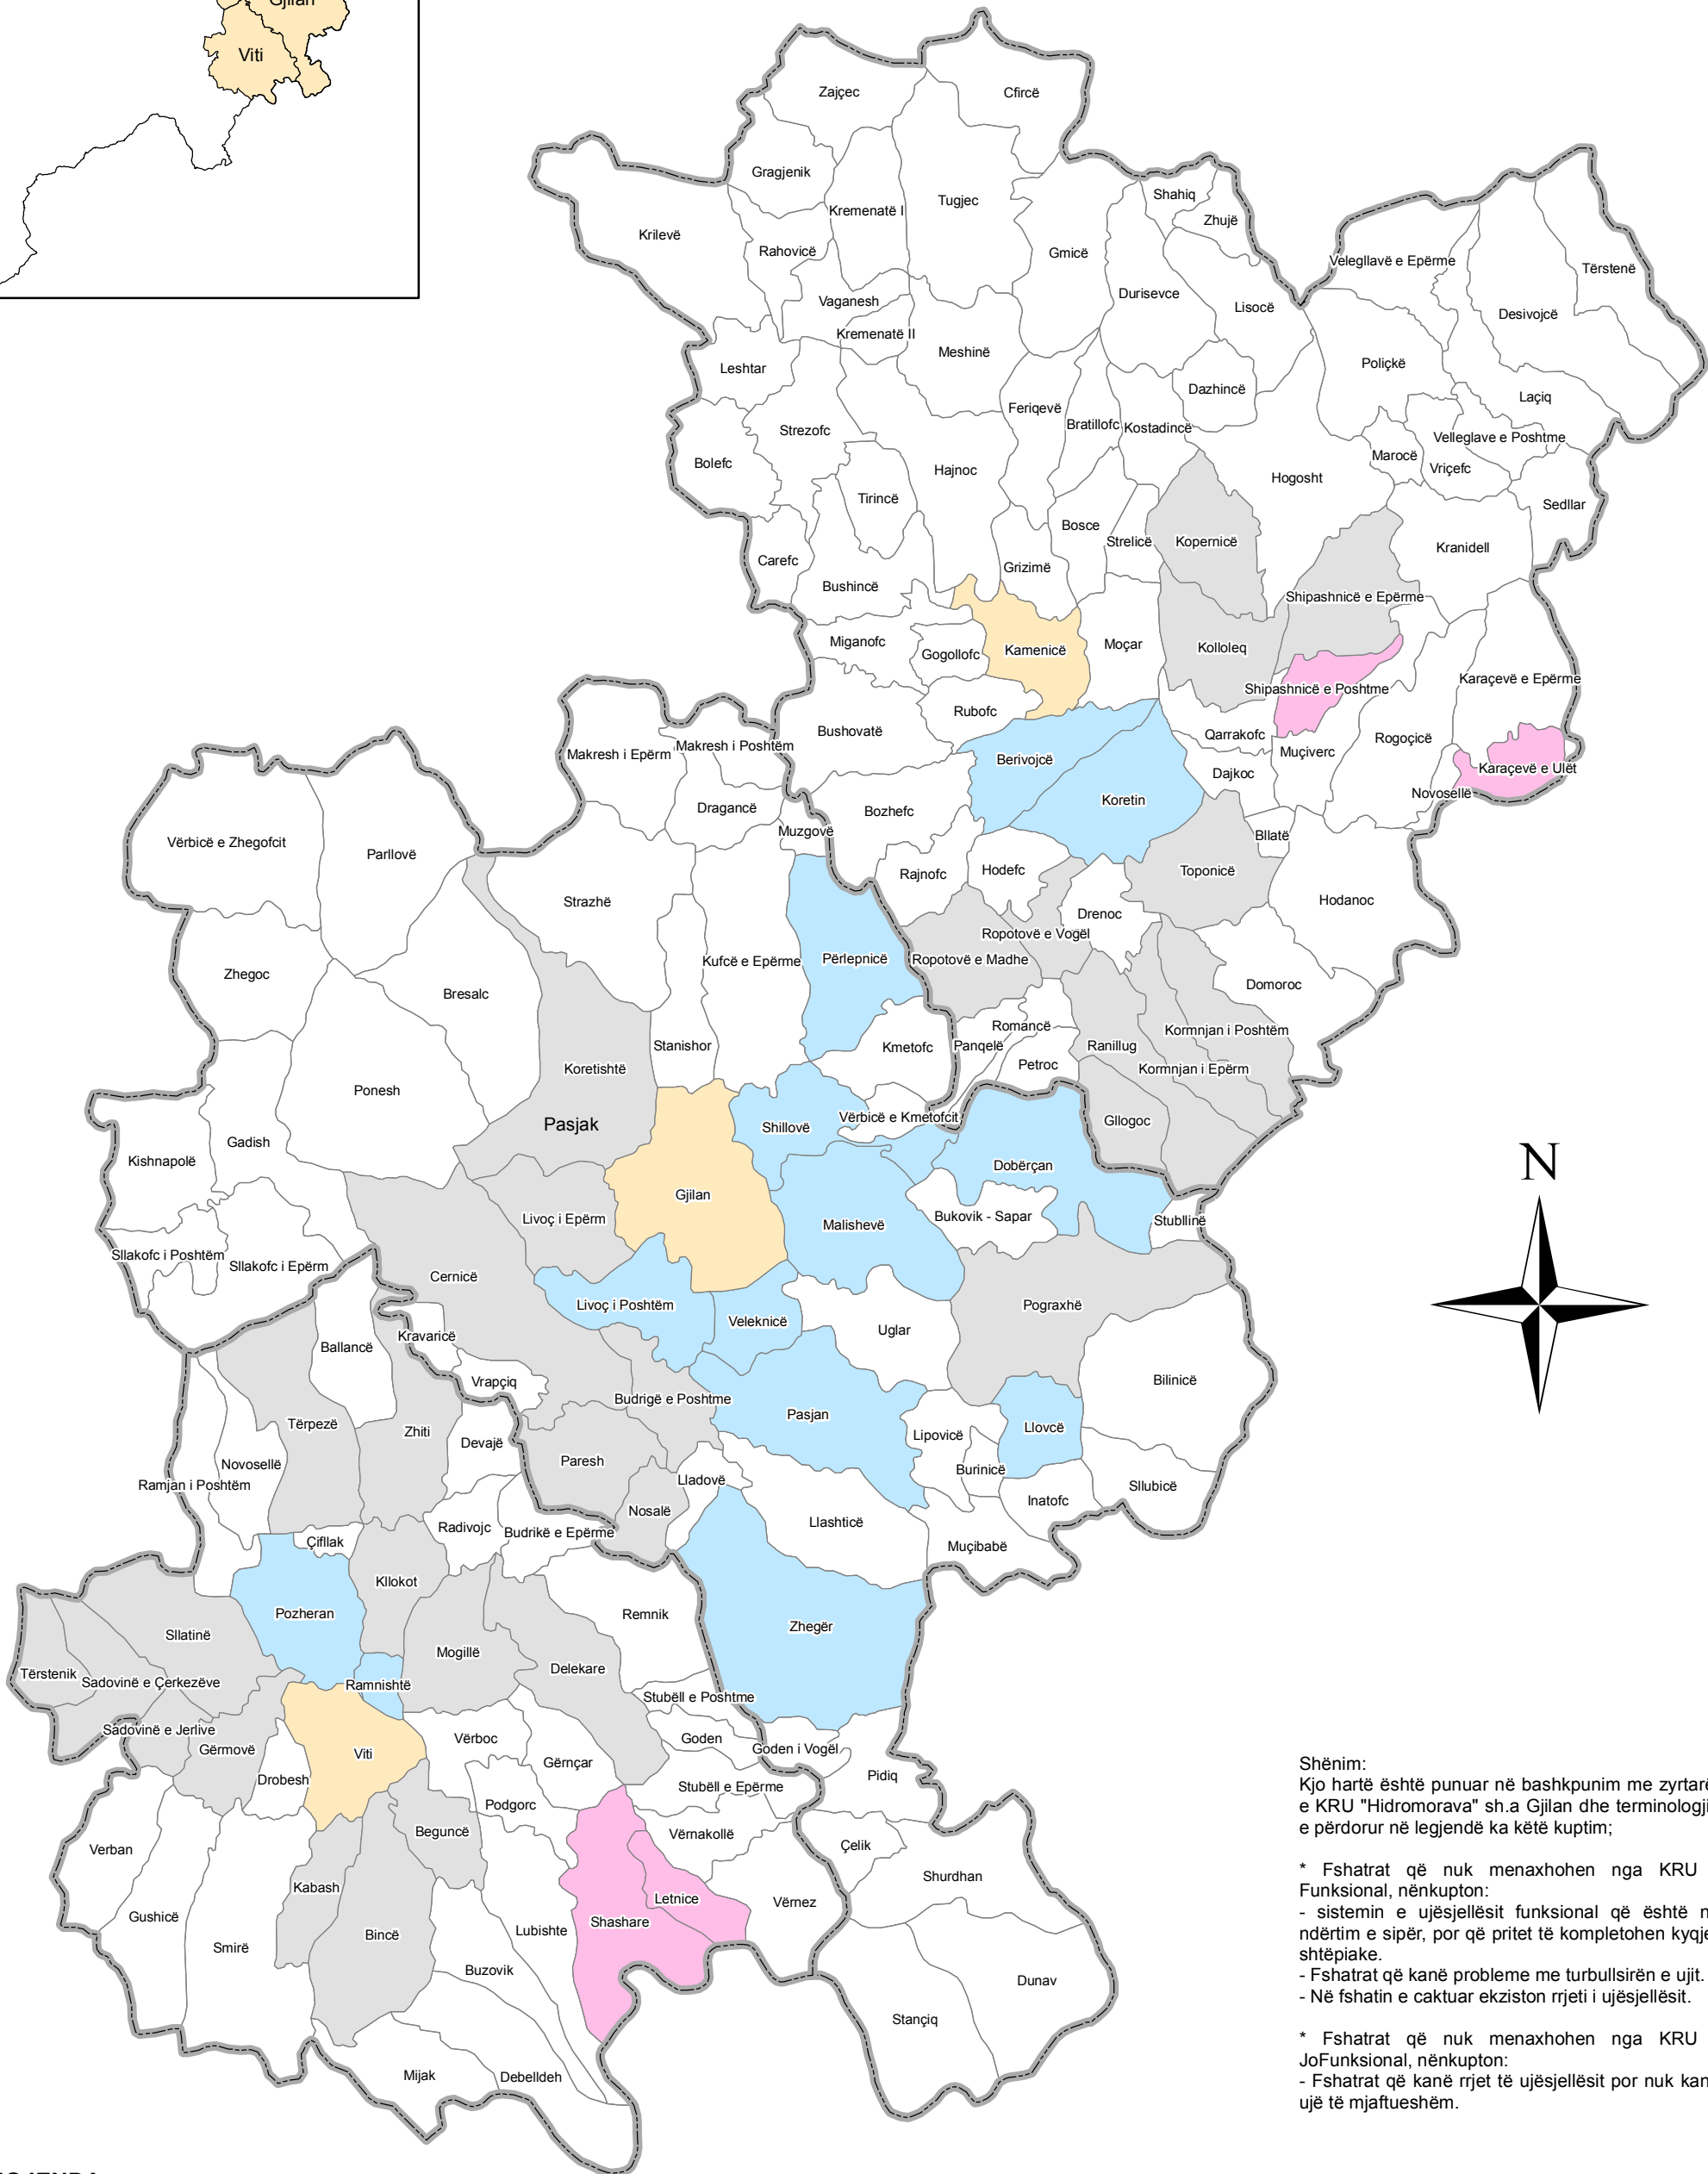 Gjilan
Viti
Zajçec
Cfircë
Gragjenik
Kremenatë I
Tugjec
Shahiq
Zhujë
Krilevë
Rahovicë
Gmicë
Velegllavë e Epërme
Tërstenë
Vaganesh
Durisevce
Lisocë
Desivojcë
Kremenatë II
Meshinë
Leshtar
Poliçkë
Dazhincë
Laçiq
Feriqevë
Bratillofc
Kostadincë
Strezofc
Velleglave e Poshtme
Marocë
Vriçefc
Bolefc
Hajnoc
Hogosht
Tirincë
Sedllar
Bosce
Strelicë
Kopernicë
Kranidell
Carefc
Grizimë
Bushincë
Shipashnicë e Epërme
Miganofc
Gogollofc
Kamenicë
Moçar
Kolloleq
Karaçevë e Epërme
Shipashnicë e Poshtme
Rubofc
Bushovatë
Qarrakofc
Rogoçicë
Makresh i Epërm
Makresh i Poshtëm
Berivojcë
Muçiverc
Karaçevë e Ulët
Dajkoc
Novosellë
Koretin
Dragancë
Bozhefc
Muzgovë
Bllatë
Vërbicë e Zhegofcit
Parllovë
Rajnofc
Hodefc
Toponicë
Strazhë
Hodanoc
Drenoc
Ropotovë e Vogël
Kufcë e Epërme
Përlepnicë
Ropotovë e Madhe
Zhegoc
Bresalc
Domoroc
Romancë
Kormnjan i Poshtëm
Stanishor
Kmetofc
Panqelë
Ranillug
Petroc
Koretishtë
Kormnjan i Epërm
Ponesh
Pasjak
Shillovë
Vërbicë e Kmetofcit
Gllogoc
Gadish
Kishnapolë
Dobërçan
N
Gjilan
Livoç i Epërm
Malishevë
Bukovik - Sapar
Stubllinë
Sllakofc i Poshtëm
Sllakofc i Epërm
Cernicë
Livoç i Poshtëm
Pograxhë
Veleknicë
Uglar
Kravaricë
Ballancë
Vrapçiq
Bilinicë
Budrigë e Poshtme
Pasjan
Tërpezë
Zhiti
Llovcë
Lipovicë
Devajë
Paresh
Novosellë
Burinicë
Lladovë
Ramjan i Poshtëm
Sllubicë
Inatofc
Nosalë
Llashticë
Radivojc
Budrikë e Epërme
Çifllak
Muçibabë
Kllokot
Pozheran
Remnik
Zhegër
Sllatinë
Mogillë
Delekare
Tërstenik
Sadovinë e Çerkezëve
Ramnishtë
Stubëll e Poshtme
Sadovinë e Jerlive
Vërboc
Goden
Gërmovë
Viti
Goden i Vogël
Gërnçar
Drobesh
Pidiq
Stubëll e Epërme
Podgorc
Beguncë
Vërnakollë
Verban
Çelik
Shurdhan
Kabash
Letnice
Vërnez
Gushicë
Shashare
Lubishte
Bincë
Smirë
Buzovik
Dunav
Stançiq
Mijak
Debelldeh
Shënim:
Kjo hartë është punuar në bashkpunim me zyrtarë
e KRU "Hidromorava" sh.a Gjilan dhe terminologji
e përdorur në legjendë ka këtë kuptim;
* Fshatrat që nuk menaxhohen nga KRU
Funksional, nënkupton:
- sistemin e ujësjellësit funksional që është n
ndërtim e sipër, por që pritet të kompletohen kyqje
shtëpiake.
- Fshatrat që kanë probleme me turbullsirën e ujit.
- Në fshatin e caktuar ekziston rrjeti i ujësjellësit.
* Fshatrat që nuk menaxhohen nga KRU
JoFunksional, nënkupton:
- Fshatrat që kanë rrjet të ujësjellësit por nuk kan
ujë të mjaftueshëm.